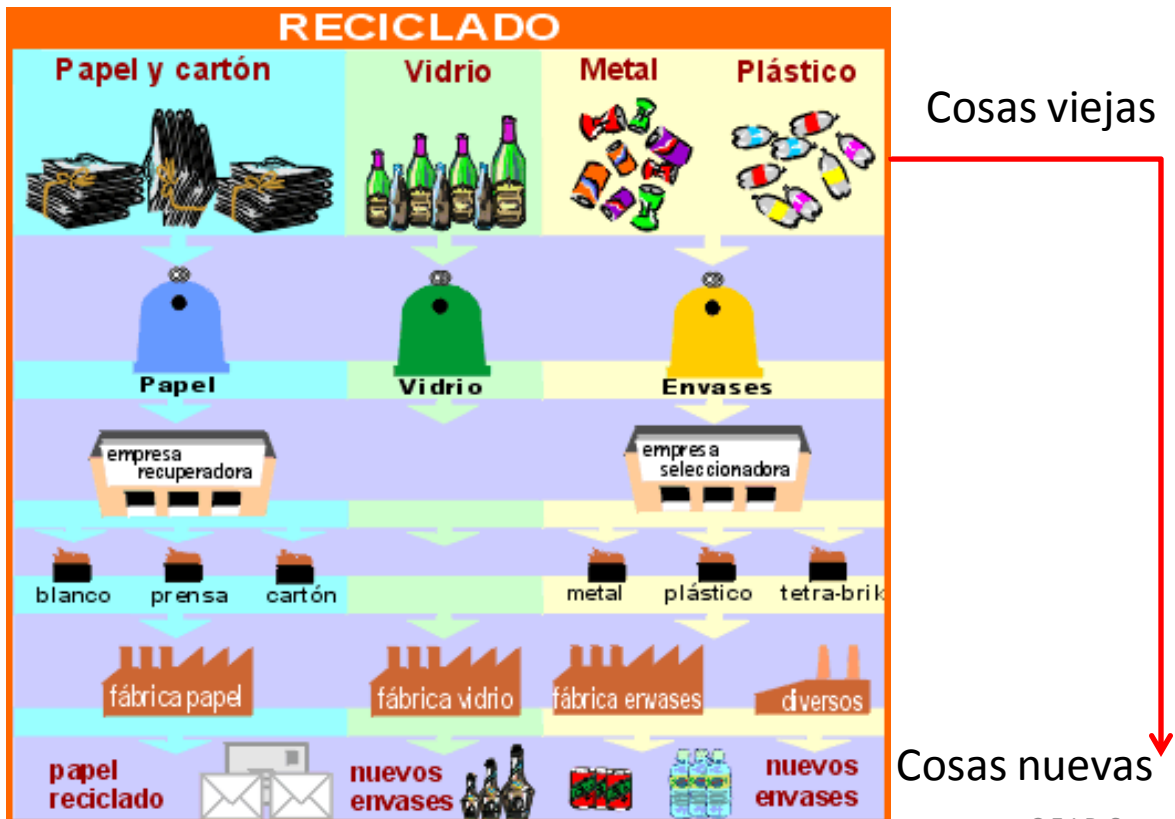 RECICLADO
Papel y cartón
Vidrio
Metal
Plástico
Cosas viejas
Papel
Vidrio
Envases
empresa
recuperadora
empresa
seleccionadora
blanco
prensa
cartón
metal
plástico
tetra-brik
fábrica papel
fábrica vidrio
fábrica envases
diversos
papel
reciclado
nuevos
envases
nuevos
envases
Cosas nuevas